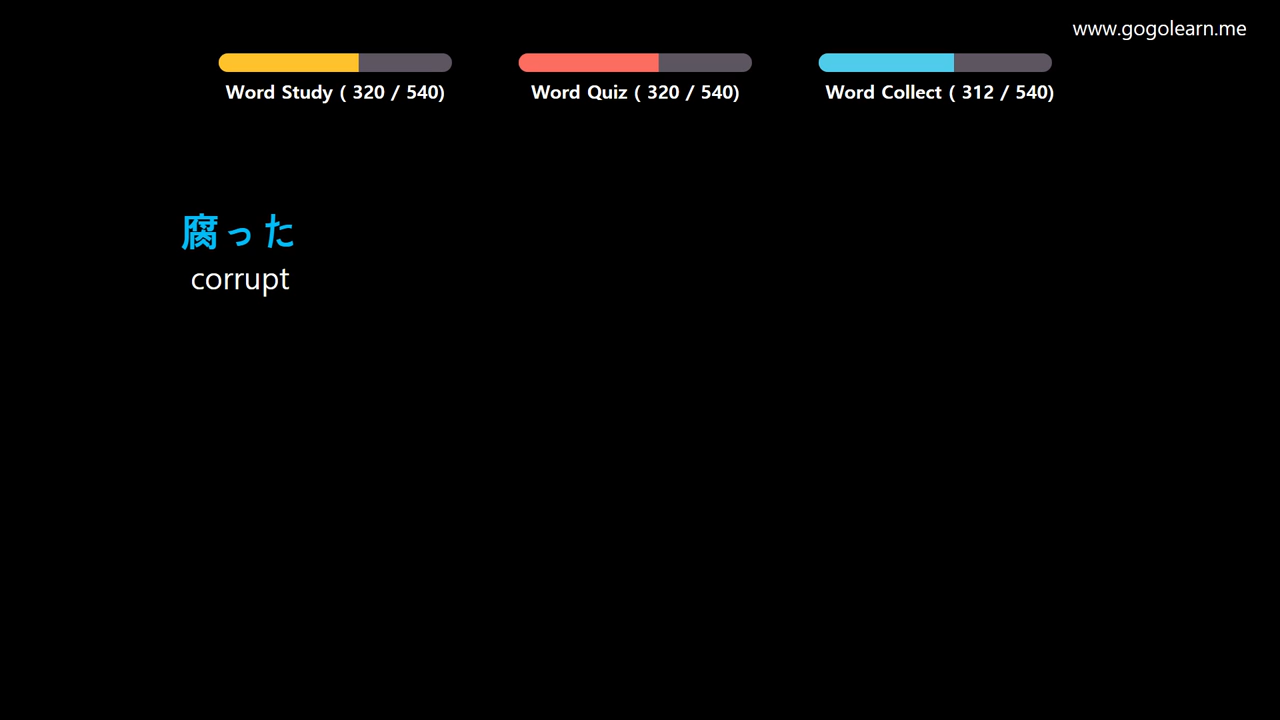 www.gogolearn.me
Word Study ( 320 / 540)
Word Quiz ( 320 / 540)
Word Collect ( 312 / 540)
腐った
corrupt